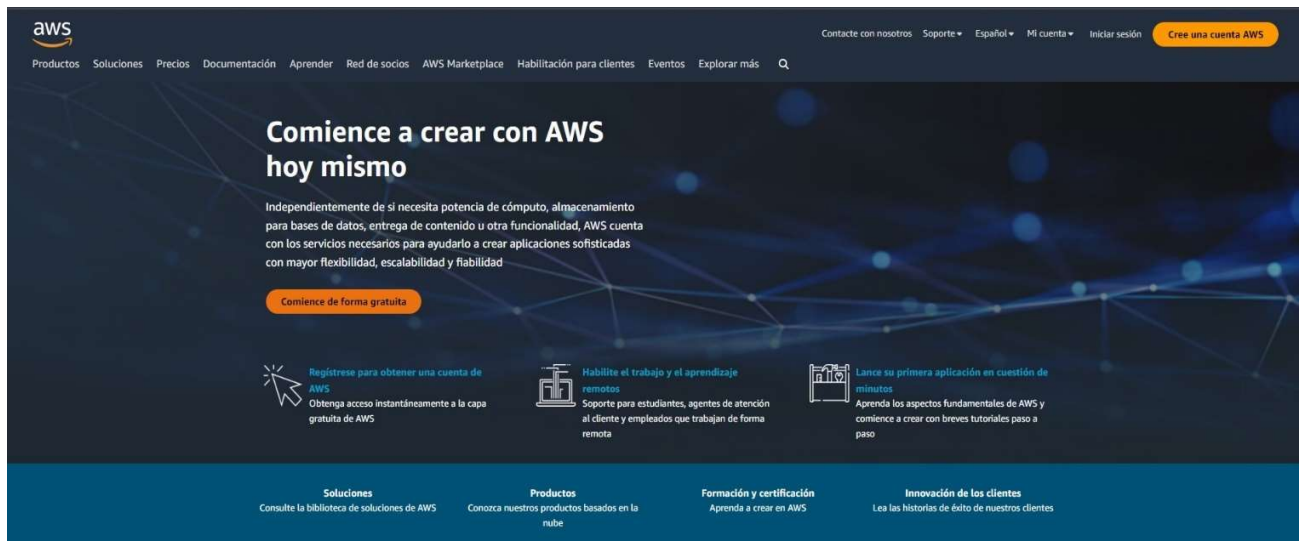 aws
Contacte con nosotros Soporte Español Mi cuenta Iniciar sesión Cree una cuenta AWS
Productos Soluciones Precios Documentación Aprender Red de socios AWS Marketplace Habilitación para clientes Eventos Explorar más
Comience a crear con AWS
hoy mismo
Independientemente de si necesita potencia de cómputo, almacenamiento
para bases de datos, entrega de contenido u otra funcionalidad, AWS cuenta
con los servicios necesarios para ayudarlo a crear aplicaciones sofisticadas
con mayor flexibilidad, escalabilidad y fiabilidad
Comience de forma gratuita
Regístrese para obtener una cuenta de
AWS
Obtenga acceso instantáneamente a la capa
gratuita de AWS
Habilite el trabajo y el aprendizaje
remotos
Soporte para estudiantes, agentes de atención
al cliente y empleados que trabajan de forma
remota
Lance su primera aplicación en cuestión de
minutos
Aprenda los aspectos fundamentales de AWS y
comience a crear con breves tutoriales paso a
paso
Soluciones
Consulte la biblioteca de soluciones de AWS
Productos
Conozca nuestros productos basados en la
nube
Formación y certificación
Aprenda a crear en AWS
Innovación de los clientes
Lea las historias de éxito de nuestros clientes